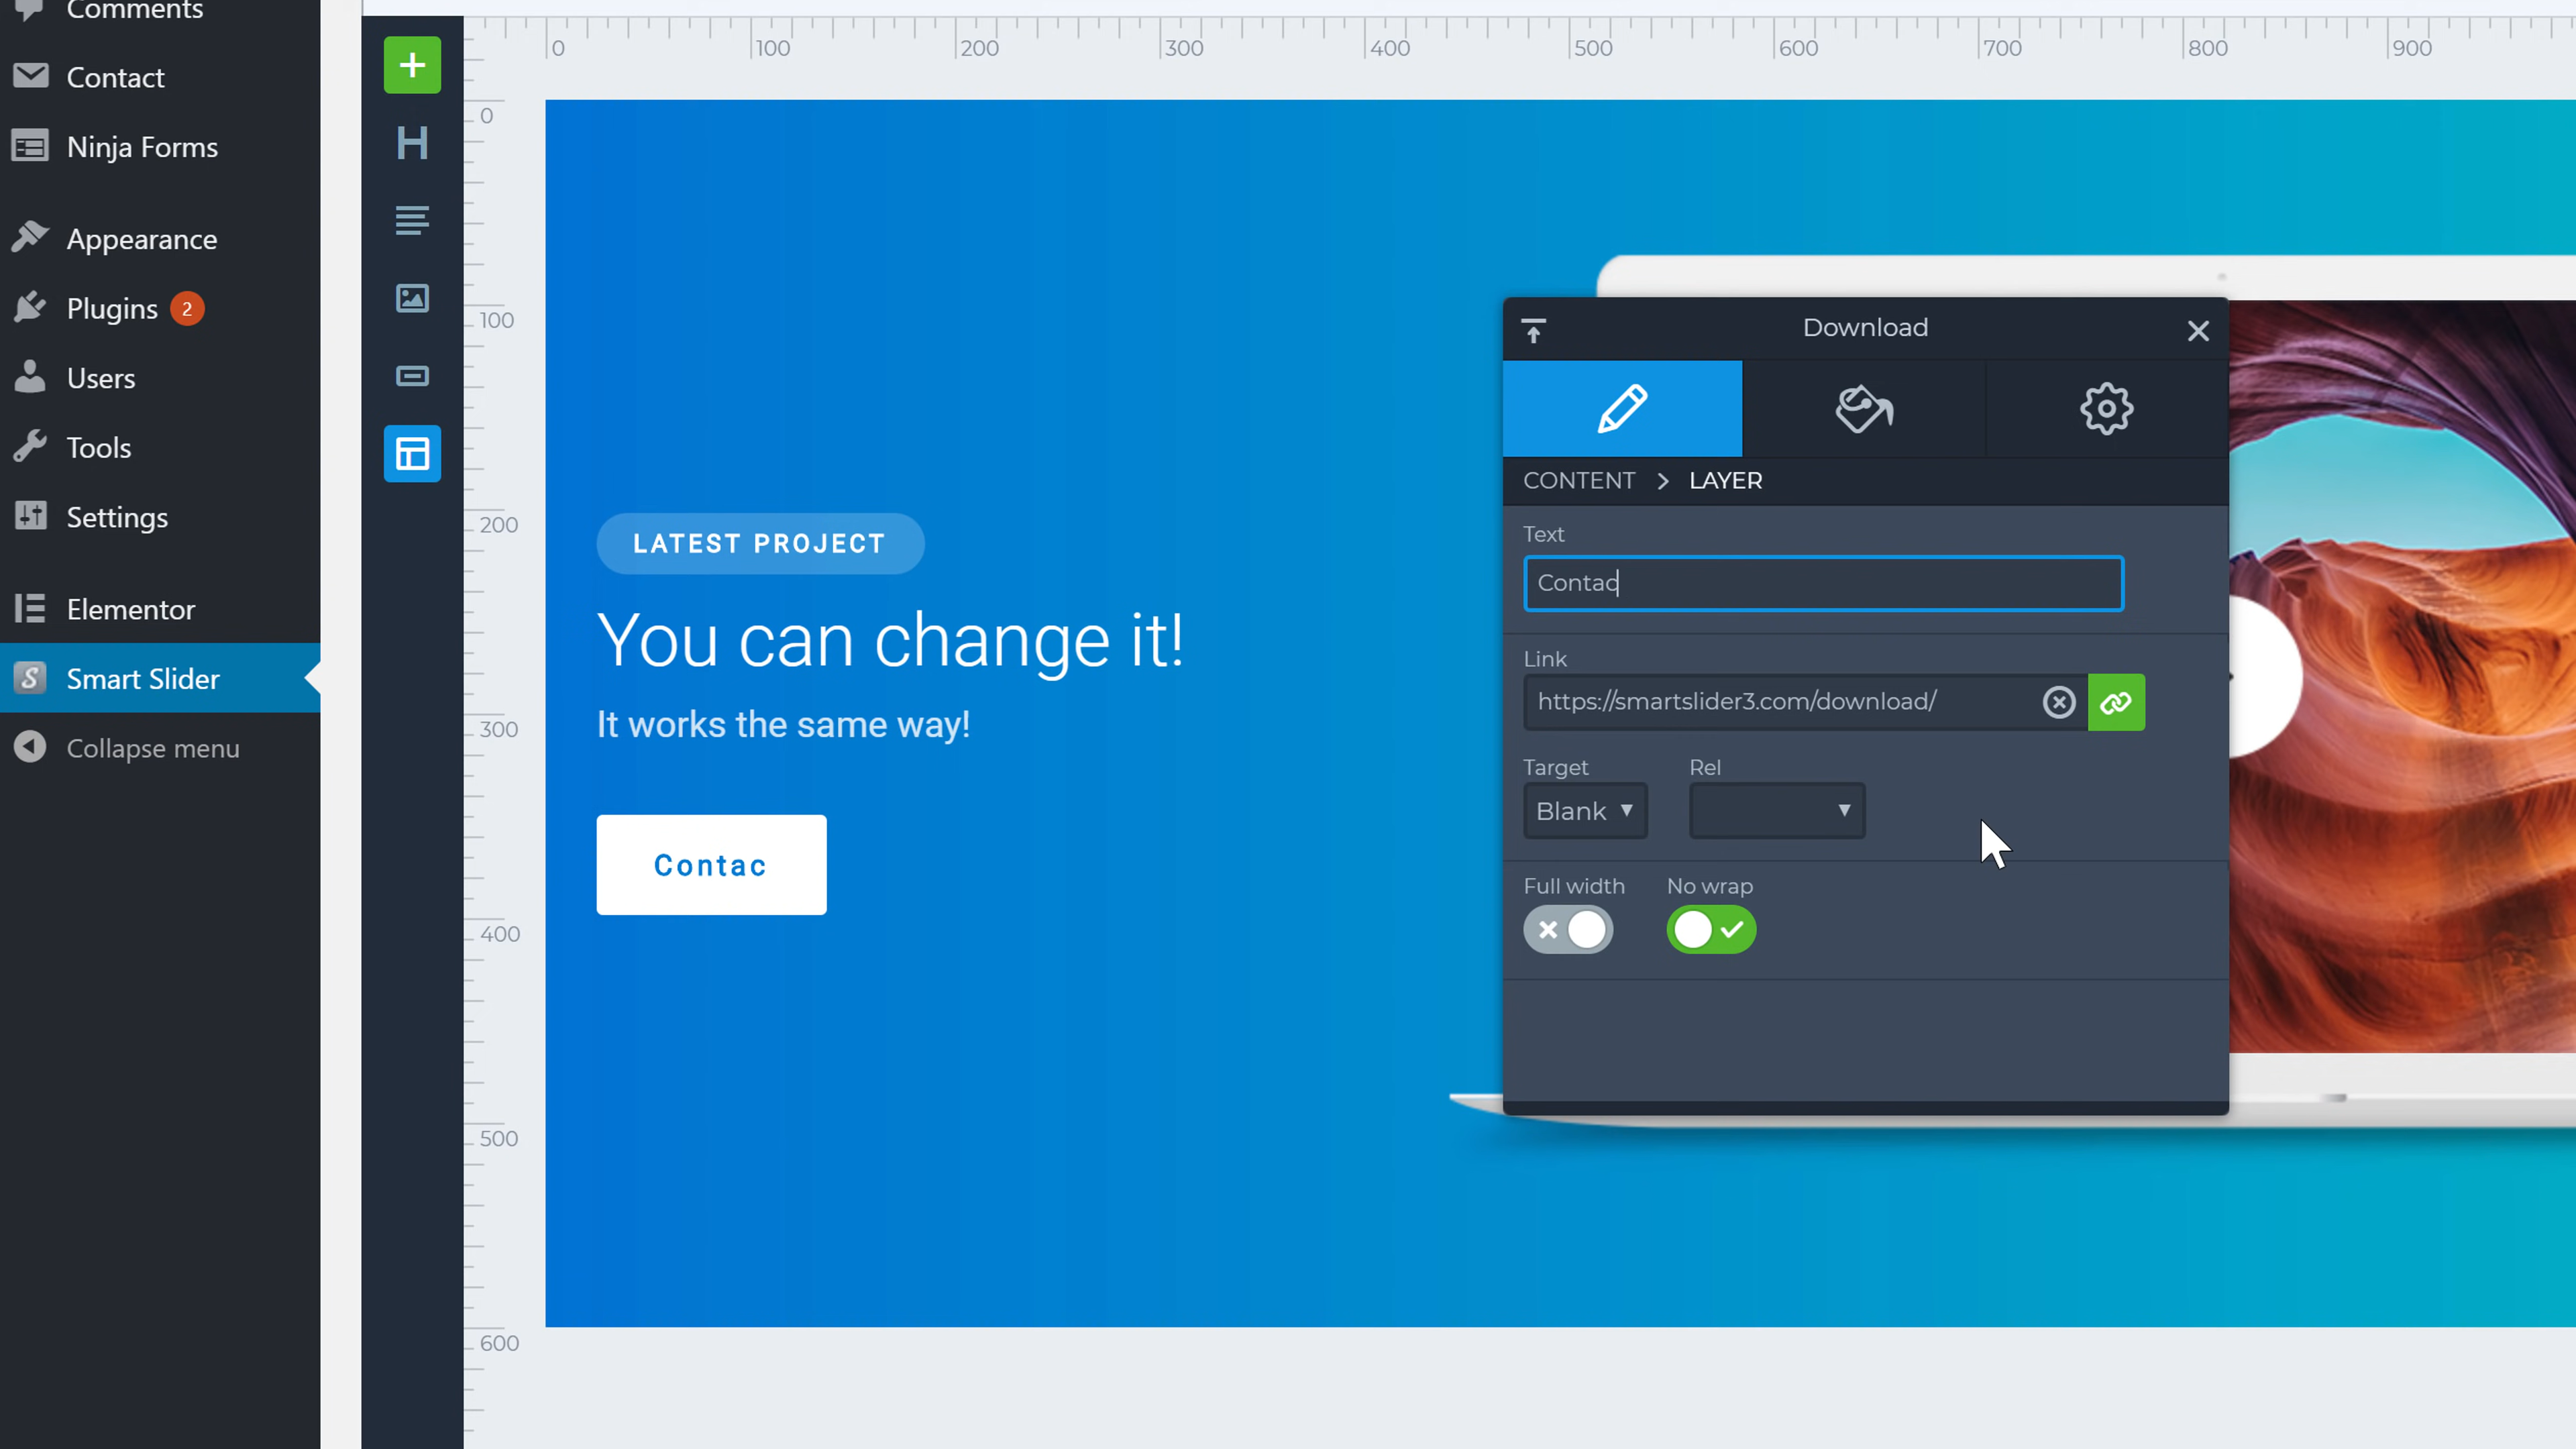 Comments
Contact
Ninja Forms
Appearance
Plugins 2
Users
Tools
Settings
Elementor
Smart Slider
Collapse menu
H
0 100 200 300 400 500 600 700 800 900
0
100
200
300
400
500
600
LATEST PROJECT
You can change it!
It works the same way!
Contac
Download
CONTENT > LAYER
Text
Contac
Link
https://smartslider3.com/download/
Target Rel
Blank
Full width No wrap